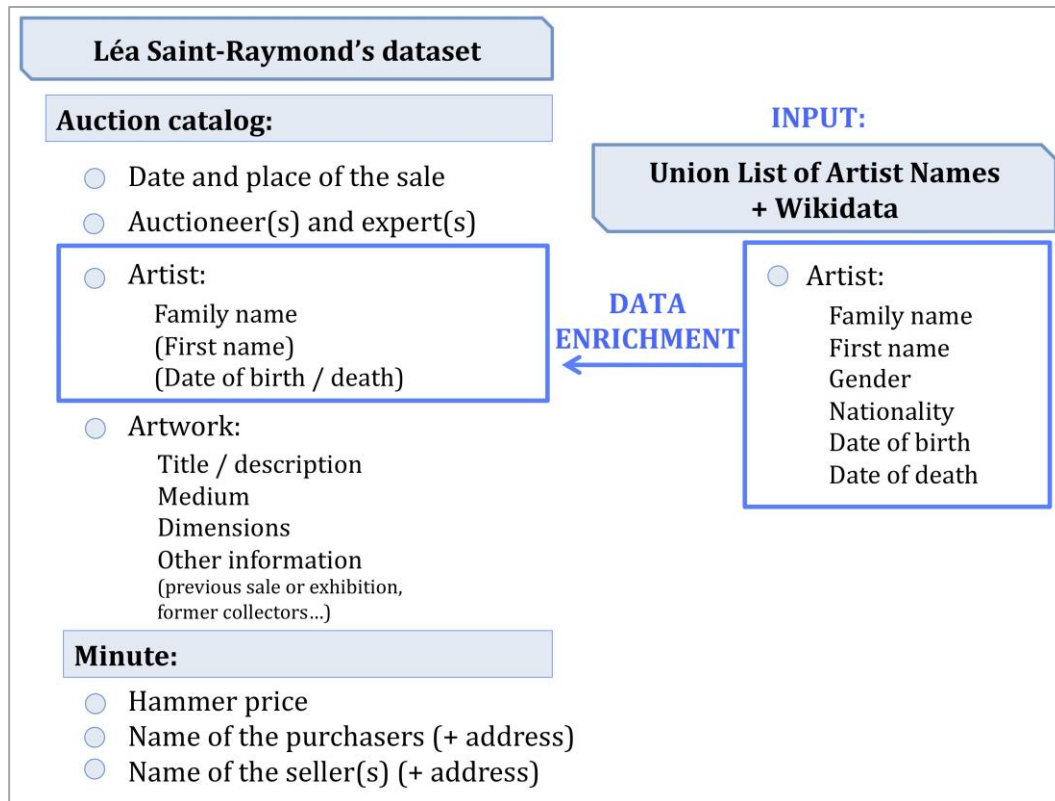 Léa Saint-Raymond’s dataset
Auction catalog:
Date and place of the sale
Auctioneer(s) and expert(s)
Artist:
Family name
(First name)
(Date of birth / death)
Artwork:
Title / description
Medium
Dimensions
Other information
(previous sale or exhibition,
former collectors…)
Minute:
Hammer price
Name of the purchasers (+ address)
Name of the seller(s) (+ address)
DATA
ENRICHMENT
INPUT:
Union List of Artist Names
+ Wikidata
Artist:
Family name
First name
Gender
Nationality
Date of birth
Date of death